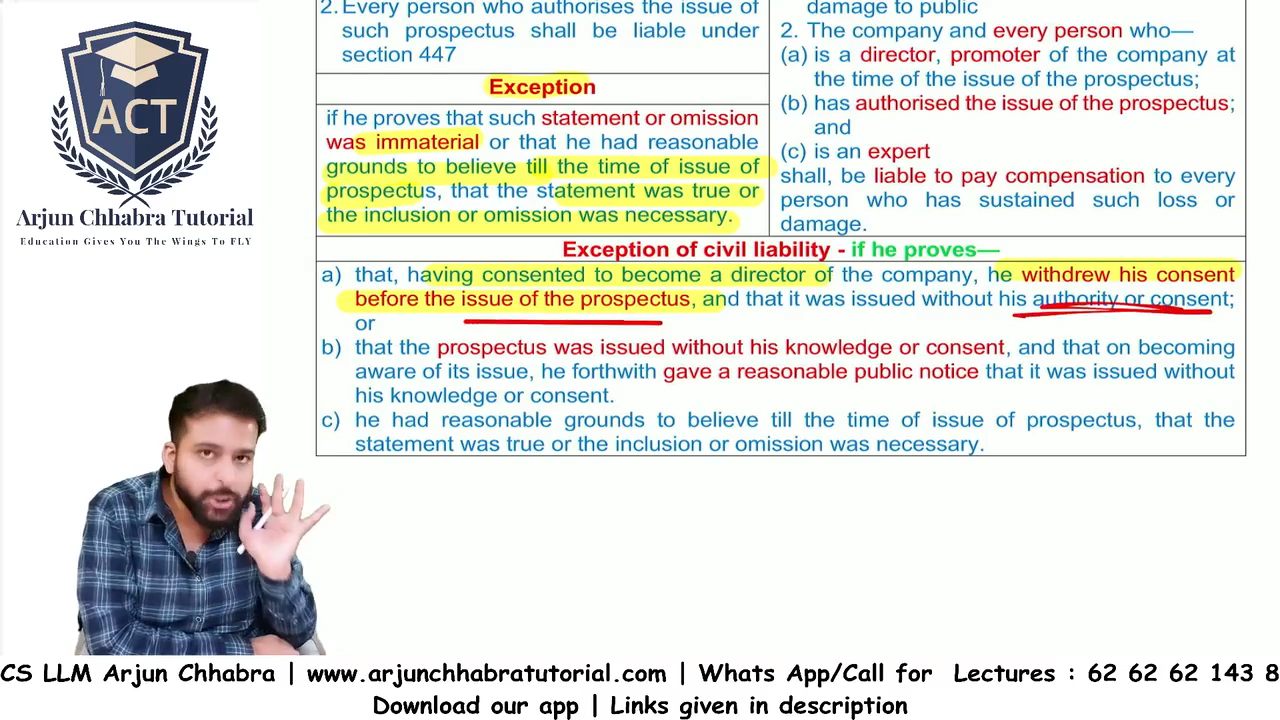 ACT
Arjun Chhabra Tutorial
Education Gives You The Wings To FLY
2. Every person who authorises the issue of
such prospectus shall be liable under
section 447
Exception
if he proves that such statement or omission
was immaterial or that he had reasonable
grounds to believe till the time of issue of
prospectus, that the statement was true or
the inclusion or omission was necessary.
damage to public
2. The company and every person who—
(a) is a director, promoter of the company at
the time of the issue of the prospectus;
(b) has authorised the issue of the prospectus;
and
(c) is an expert
shall, be liable to pay compensation to every
person who has sustained such loss or
damage.
Exception of civil liability - if he proves—
a) that, having consented to become a director of the company, he withdrew his consent
before the issue of the prospectus, and that it was issued without his authority or consent;
or
b) that the prospectus was issued without his knowledge or consent, and that on becoming
aware of its issue, he forthwith gave a reasonable public notice that it was issued without
his knowledge or consent.
c) he had reasonable grounds to believe till the time of issue of prospectus, that the
statement was true or the inclusion or omission was necessary.
CS LLM Arjun Chhabra | www.arjunchhabratutorial.com | Whats App/Call for Lectures : 62 62 62 143 8
Download our app | Links given in description